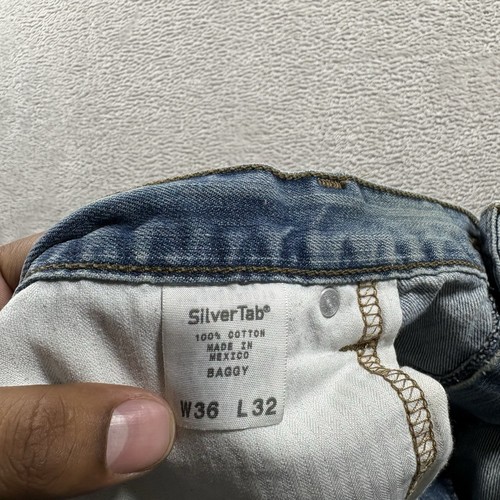 SilverTab®
100% COTTON
MADE IN
MEXICO
BAGGY
W36 L32